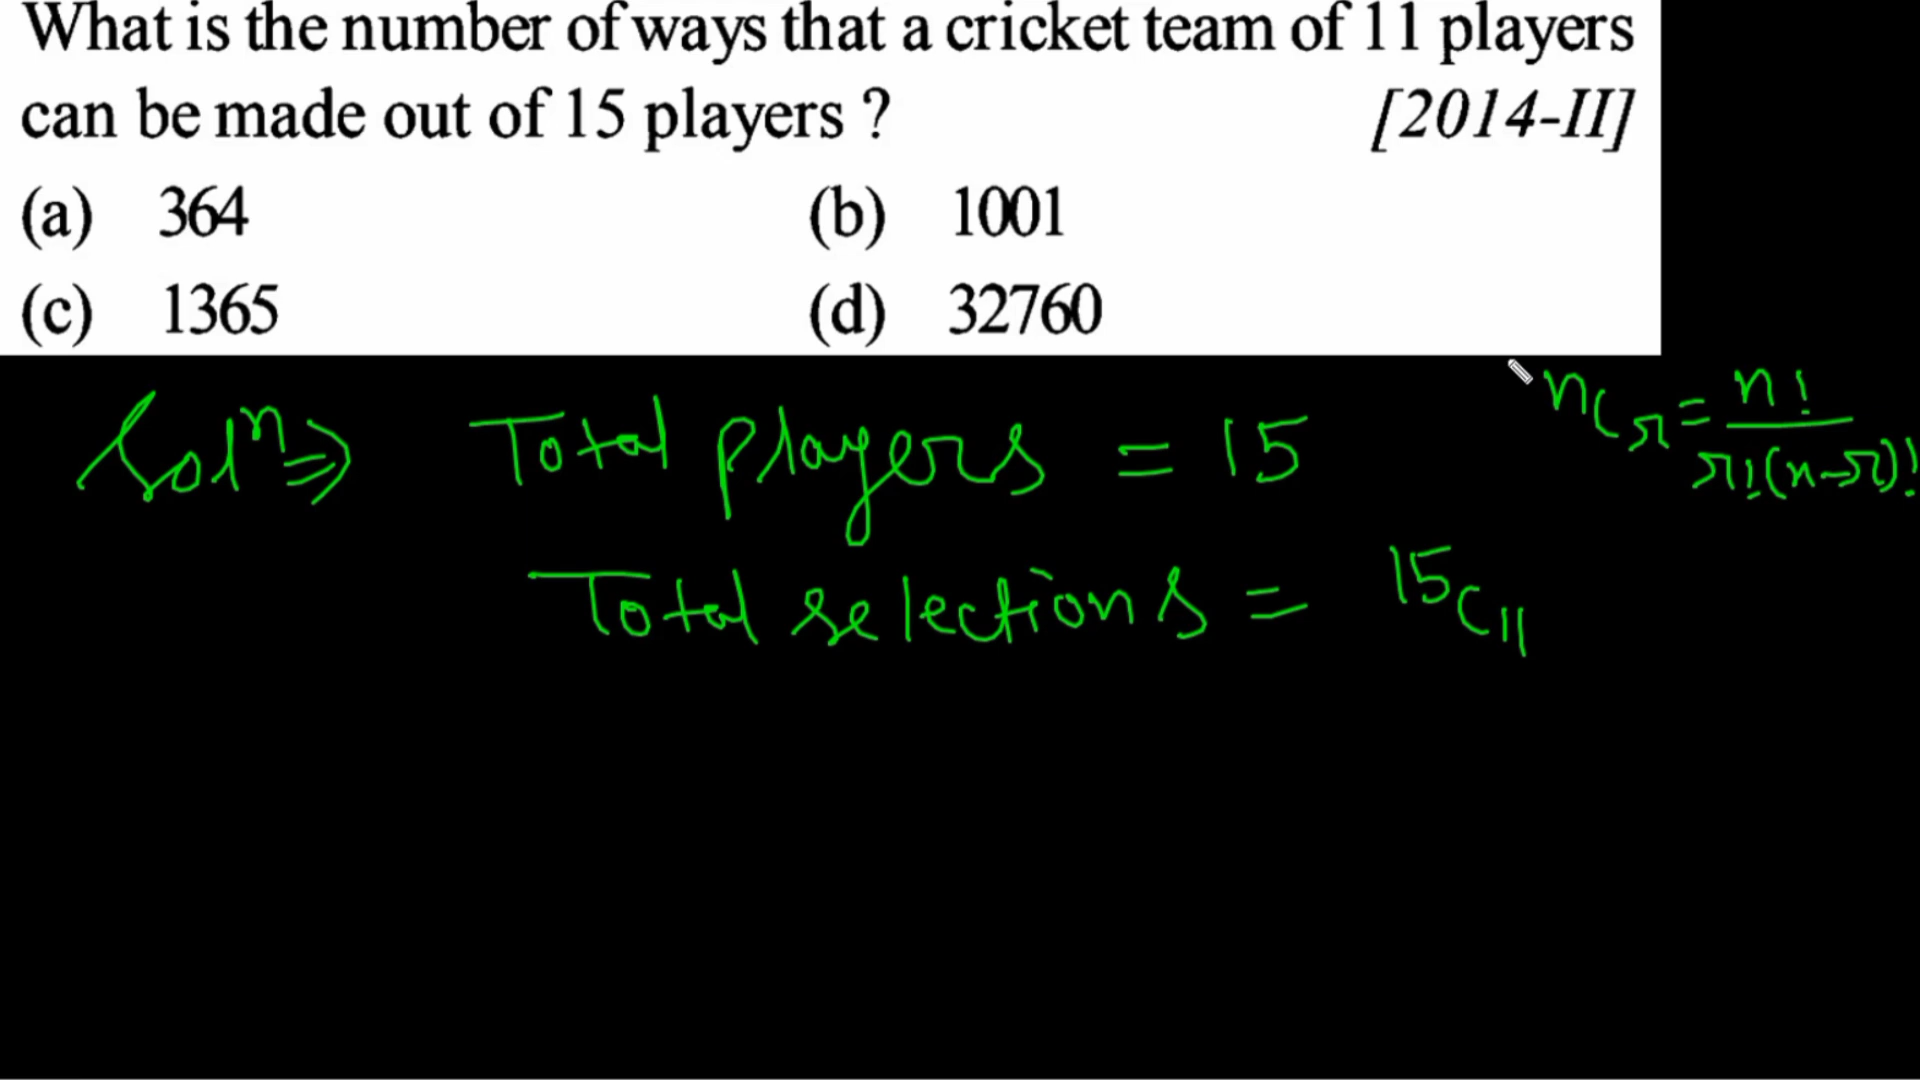 What is the number of ways that a cricket team of 11 players
can be made out of 15 players ? [2014-II]
(a) 364 (b) 1001
(c) 1365 (d) 32760
Solⁿ ⇒ Total players = 15
nCr = n! / r!(n-r)!
Total selections = 15C11